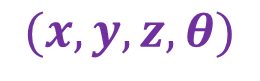 (x, y, z, θ)